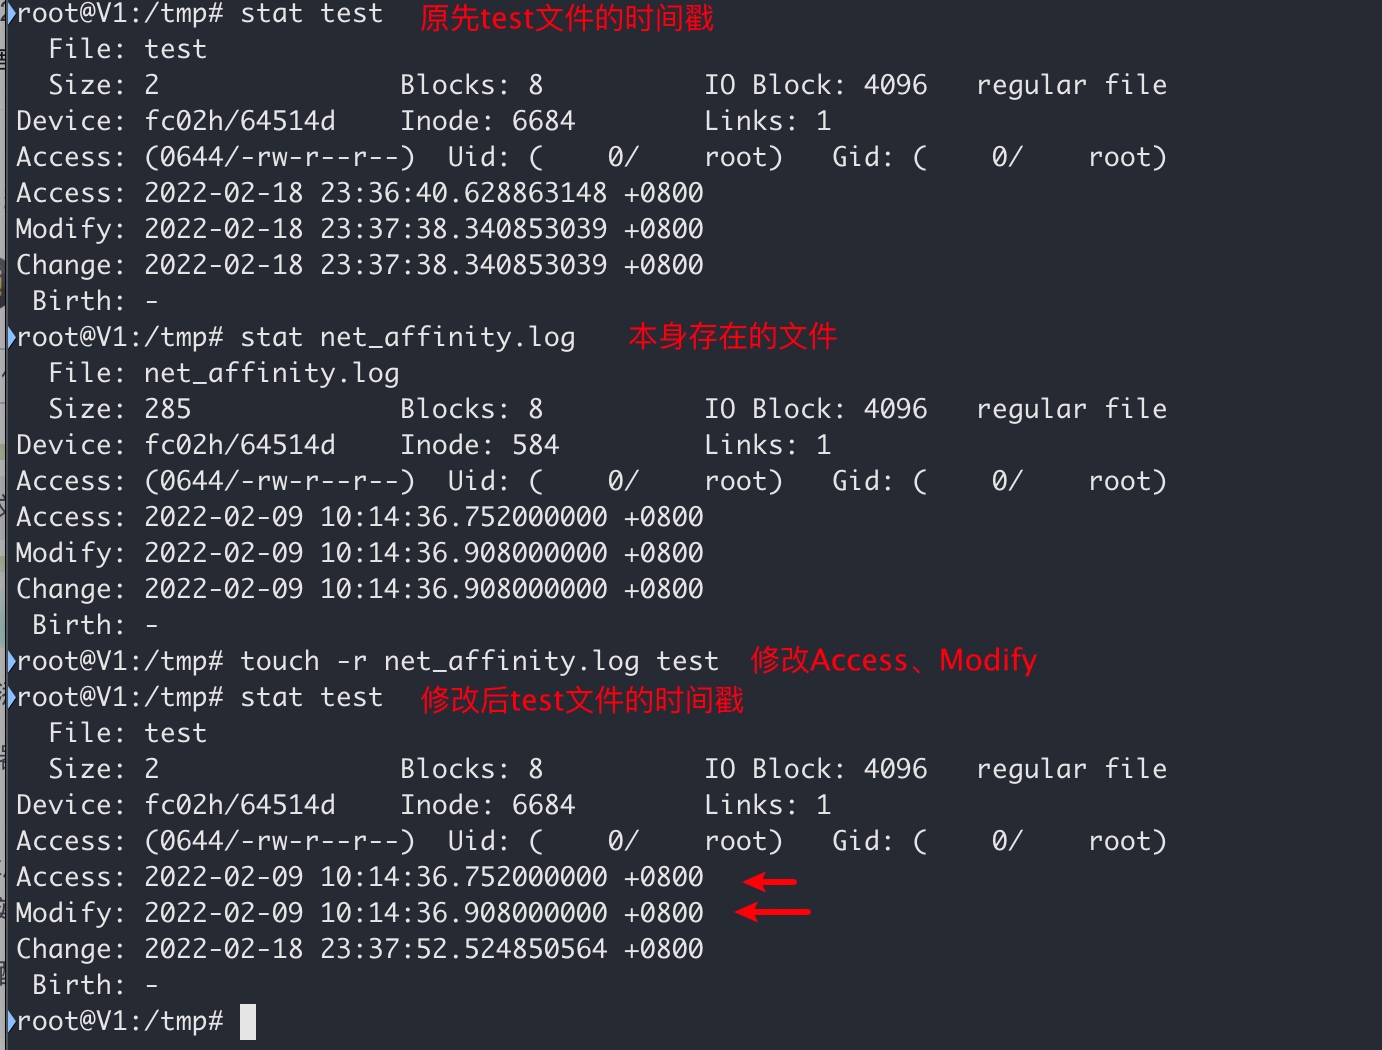 root@V1:/tmp# stat test 原先test文件的时间戳
File: test
Size: 2 Blocks: 8 IO Block: 4096 regular file
Device: fc02h/64514d Inode: 6684 Links: 1
Access: (0644/-rw-r--r--) Uid: ( 0/ root) Gid: ( 0/ root)
Access: 2022-02-18 23:36:40.628863148 +0800
Modify: 2022-02-18 23:37:38.340853039 +0800
Change: 2022-02-18 23:37:38.340853039 +0800
Birth: -
root@V1:/tmp# stat net_affinity.log 本身存在的文件
File: net_affinity.log
Size: 285 Blocks: 8 IO Block: 4096 regular file
Device: fc02h/64514d Inode: 584 Links: 1
Access: (0644/-rw-r--r--) Uid: ( 0/ root) Gid: ( 0/ root)
Access: 2022-02-09 10:14:36.752000000 +0800
Modify: 2022-02-09 10:14:36.908000000 +0800
Change: 2022-02-09 10:14:36.908000000 +0800
Birth: -
root@V1:/tmp# touch -r net_affinity.log test 修改Access、Modify
root@V1:/tmp# stat test 修改后test文件的时间戳
File: test
Size: 2 Blocks: 8 IO Block: 4096 regular file
Device: fc02h/64514d Inode: 6684 Links: 1
Access: (0644/-rw-r--r--) Uid: ( 0/ root) Gid: ( 0/ root)
Access: 2022-02-09 10:14:36.752000000 +0800
Modify: 2022-02-09 10:14:36.908000000 +0800
Change: 2022-02-18 23:37:52.524850564 +0800
Birth: -
root@V1:/tmp#